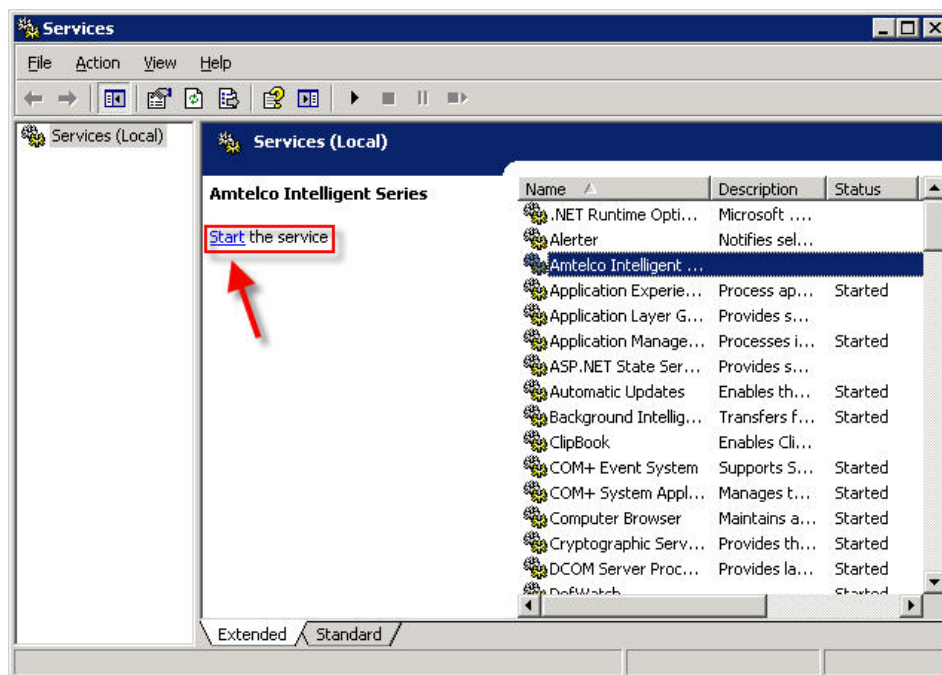 Services
File Action View Help
Services (Local)
Services (Local)
Amtelco Intelligent Series
Start the service
Name Description Status
.NET Runtime Opti... Microsoft ....
Alerter Notifies sel...
Amtelco Intelligent ...
Application Experie... Process ap... Started
Application Layer G... Provides s...
Application Manage... Processes i... Started
ASP.NET State Ser... Provides s...
Automatic Updates Enables th... Started
Background Intellig... Transfers f... Started
ClipBook Enables Cli...
COM+ Event System Supports S... Started
COM+ System Appl... Manages t... Started
Computer Browser Maintains a... Started
Cryptographic Serv... Provides th... Started
DCOM Server Proc... Provides la... Started
DefWatch Started
Extended Standard